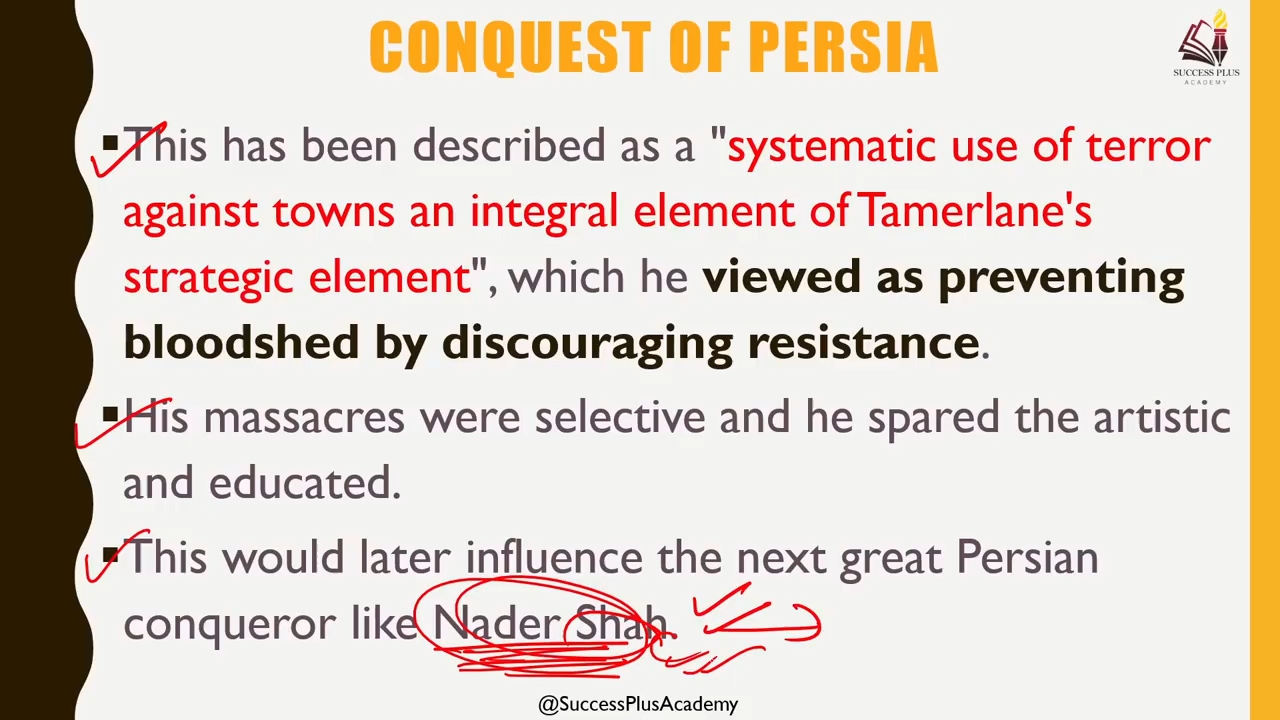 CONQUEST OF PERSIA
SUCCESS PLUS
ACADEMY
▪This has been described as a "systematic use of terror
against towns an integral element of Tamerlane's
strategic element", which he viewed as preventing
bloodshed by discouraging resistance.
▪His massacres were selective and he spared the artistic
and educated.
▪This would later influence the next great Persian
conqueror like Nader Shah.
@SuccessPlusAcademy